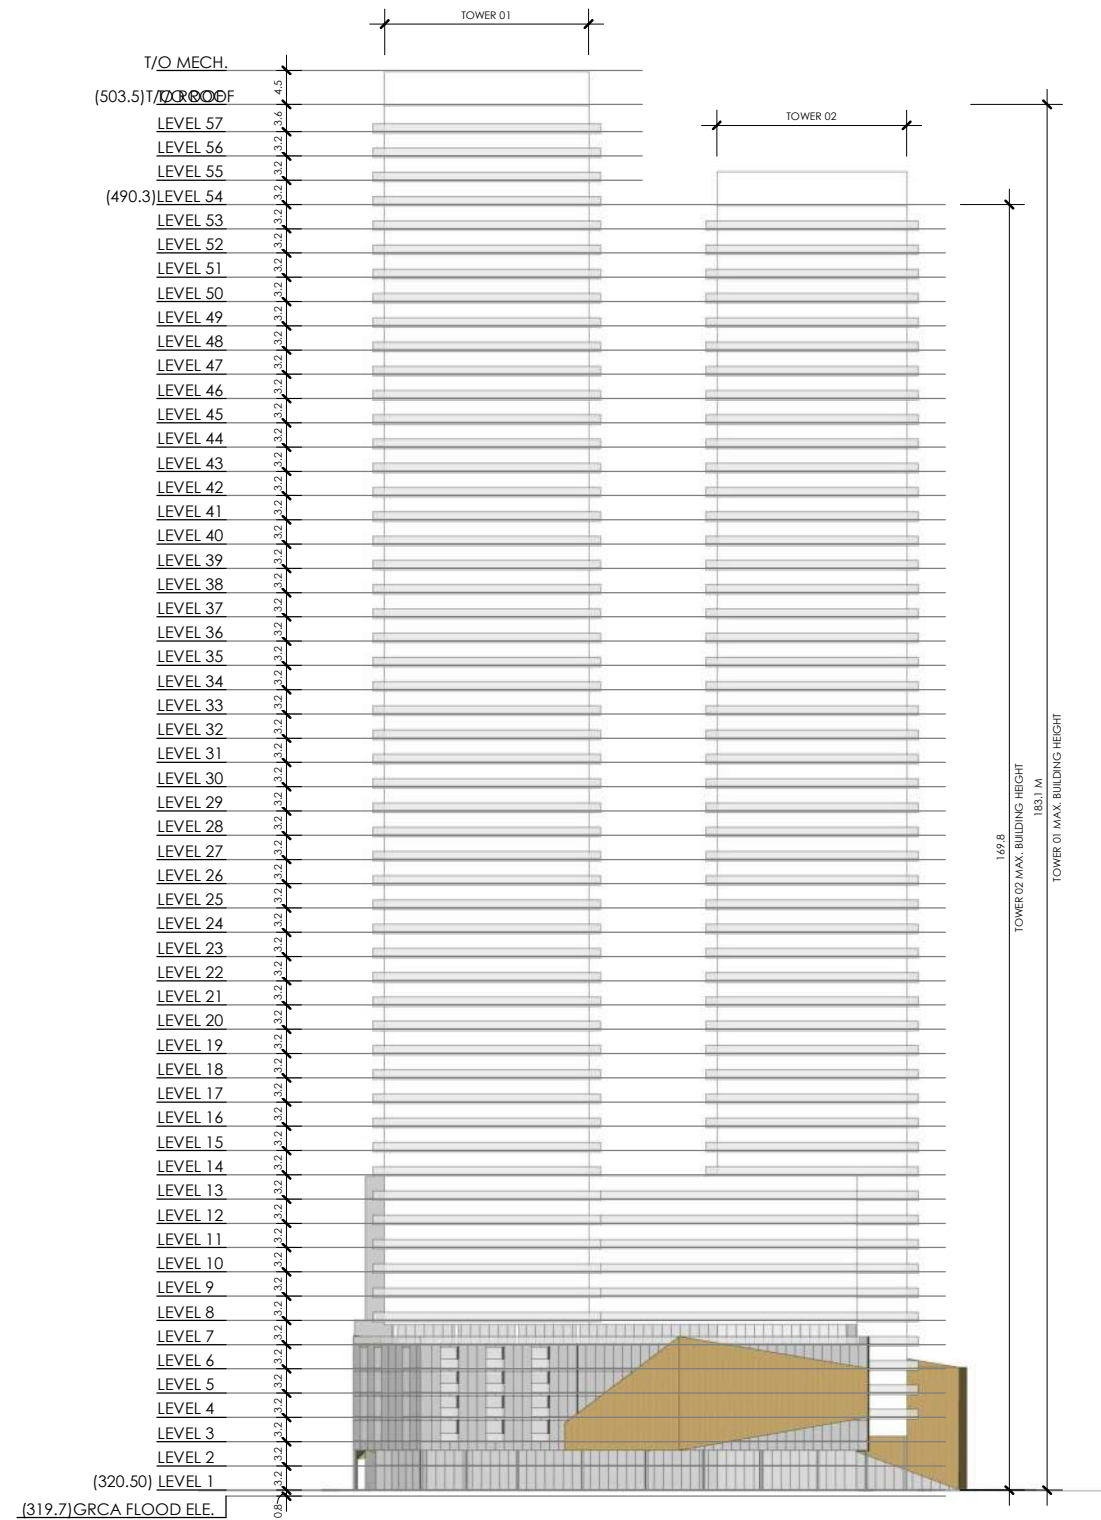 TOWER 01
T/O MECH.
4.5
(503.5)T/O ROOF
3.6
LEVEL 57
3.2
TOWER 02
LEVEL 56
3.2
LEVEL 55
3.2
(490.3)LEVEL 54
3.2
LEVEL 53
3.2
LEVEL 52
3.2
LEVEL 51
3.2
LEVEL 50
3.2
LEVEL 49
3.2
LEVEL 48
3.2
LEVEL 47
3.2
LEVEL 46
3.2
LEVEL 45
3.2
LEVEL 44
3.2
LEVEL 43
3.2
LEVEL 42
3.2
LEVEL 41
3.2
LEVEL 40
3.2
LEVEL 39
3.2
LEVEL 38
3.2
LEVEL 37
3.2
LEVEL 36
3.2
LEVEL 35
3.2
LEVEL 34
3.2
LEVEL 33
3.2
LEVEL 32
3.2
LEVEL 31
3.2
LEVEL 30
3.2
LEVEL 29
3.2
LEVEL 28
3.2
LEVEL 27
3.2
LEVEL 26
3.2
LEVEL 25
3.2
LEVEL 24
3.2
LEVEL 23
3.2
LEVEL 22
3.2
LEVEL 21
3.2
LEVEL 20
3.2
LEVEL 19
3.2
LEVEL 18
3.2
LEVEL 17
3.2
LEVEL 16
3.2
LEVEL 15
3.2
LEVEL 14
3.2
LEVEL 13
3.2
LEVEL 12
3.2
LEVEL 11
3.2
LEVEL 10
3.2
LEVEL 9
3.2
LEVEL 8
3.2
LEVEL 7
3.2
LEVEL 6
3.2
LEVEL 5
3.2
LEVEL 4
3.2
LEVEL 3
3.2
LEVEL 2
3.2
(320.50) LEVEL 1
0.8
(319.7)GRCA FLOOD ELE.
169.8
TOWER 02 MAX. BUILDING HEIGHT
183.1 M
TOWER 01 MAX. BUILDING HEIGHT